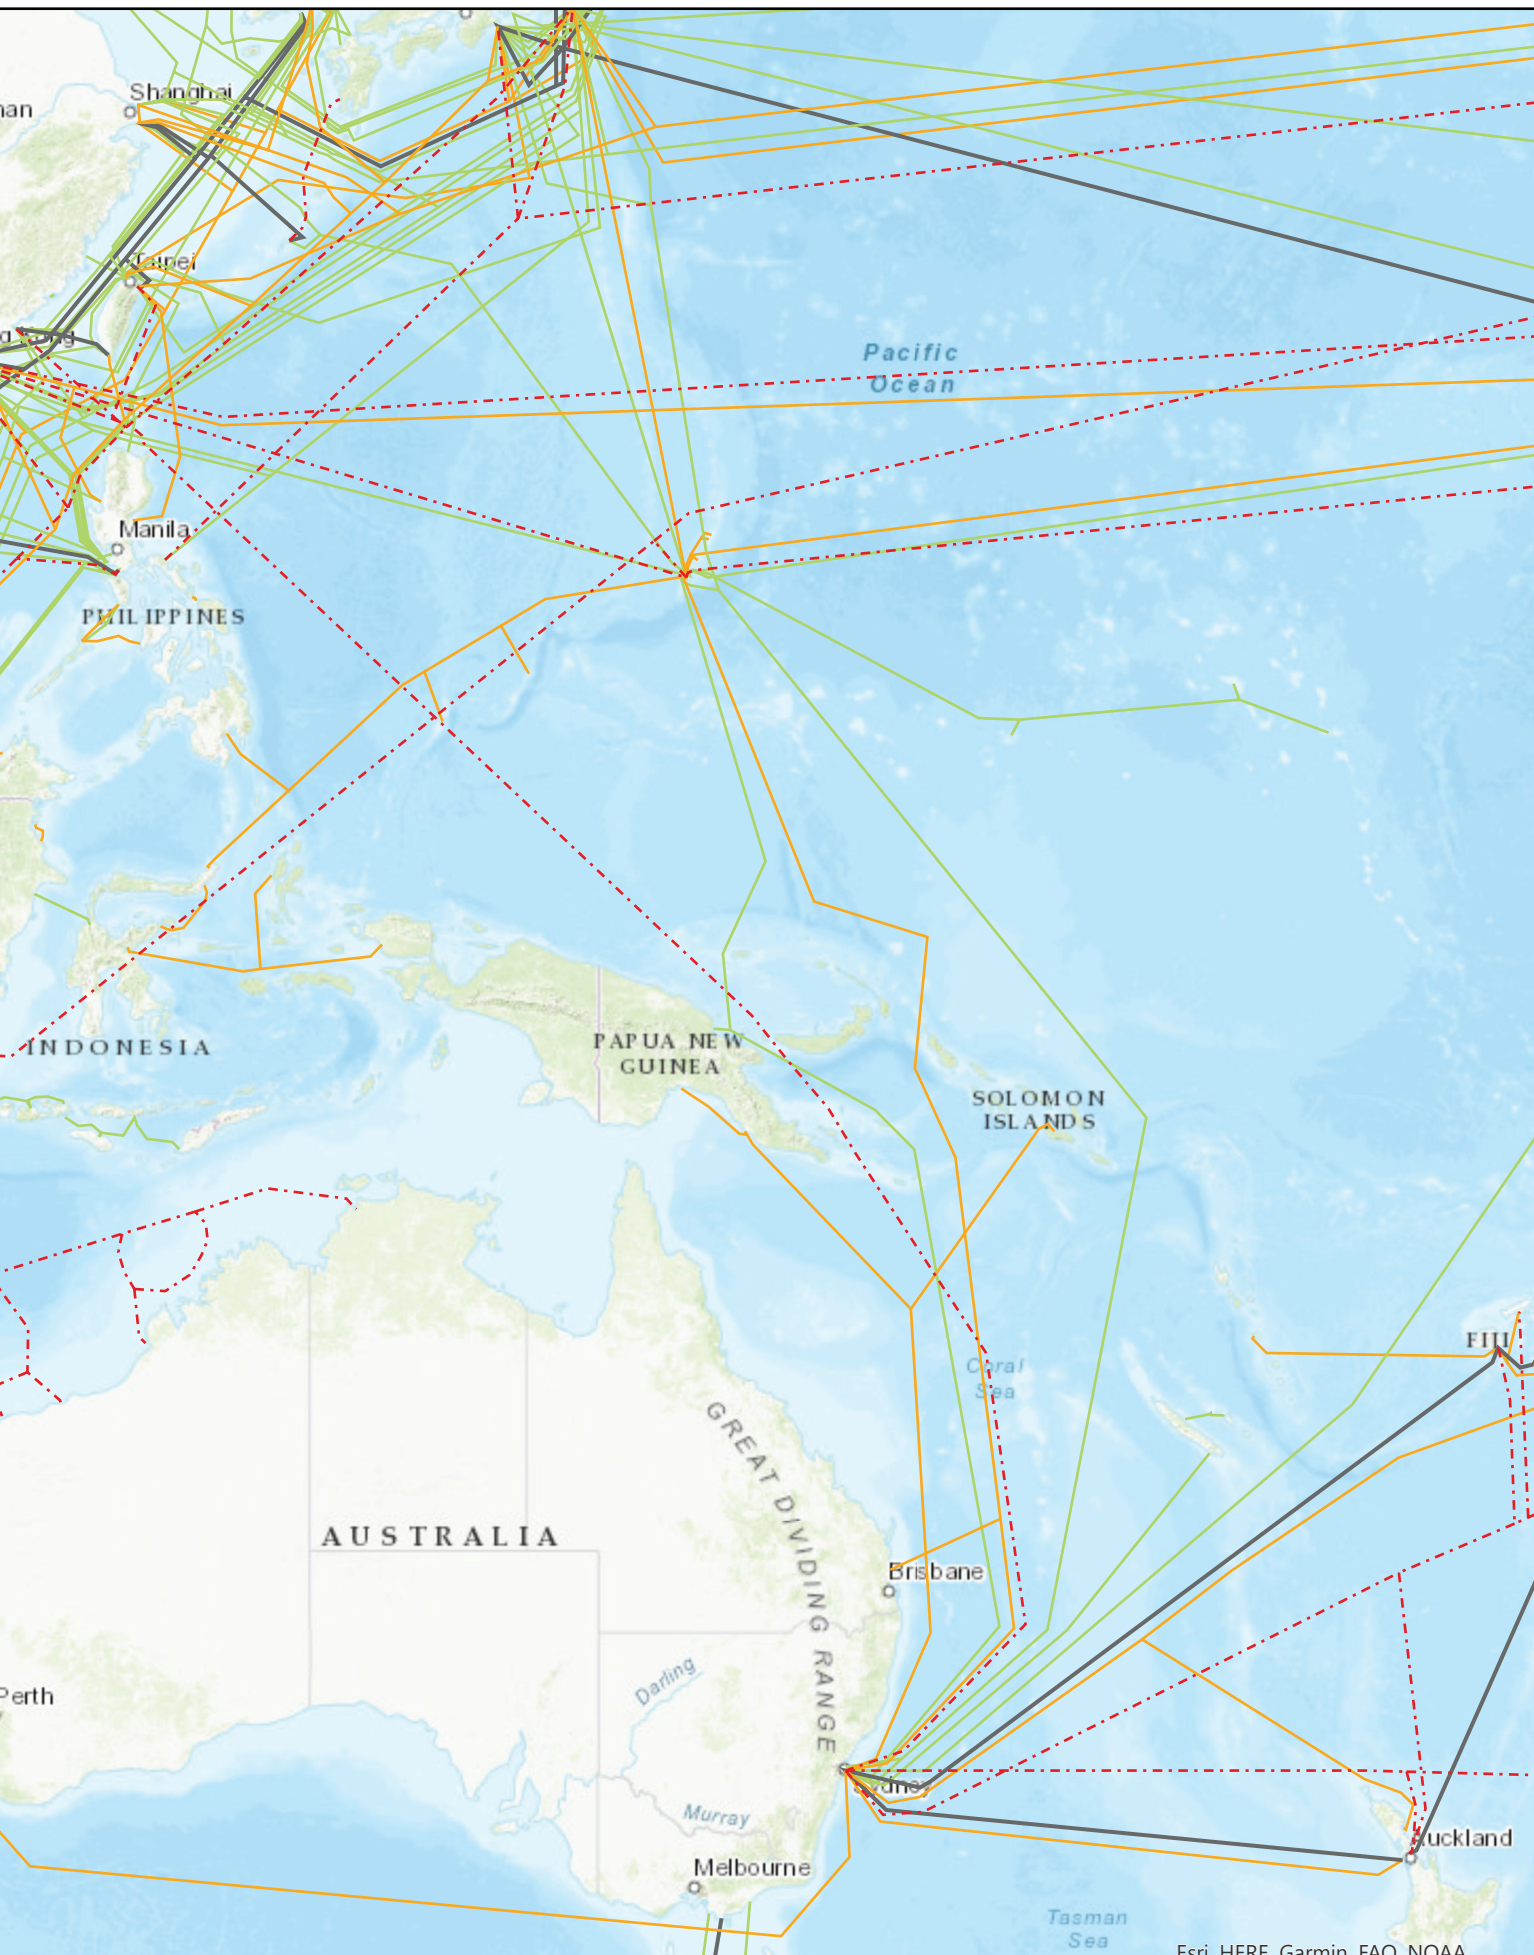 Shanghai
Taipei
Pacific
Ocean
Manila
PHILIPPINES
INDONESIA
PAPUA NEW
GUINEA
SOLOMON
ISLANDS
Coral
Sea
FIJI
GREAT DIVIDING RANGE
AUSTRALIA
Brisbane
Darling
Perth
Sydney
Murray
Auckland
Melbourne
Tasman
Sea
Esri, HERE, Garmin, FAO, NOAA,